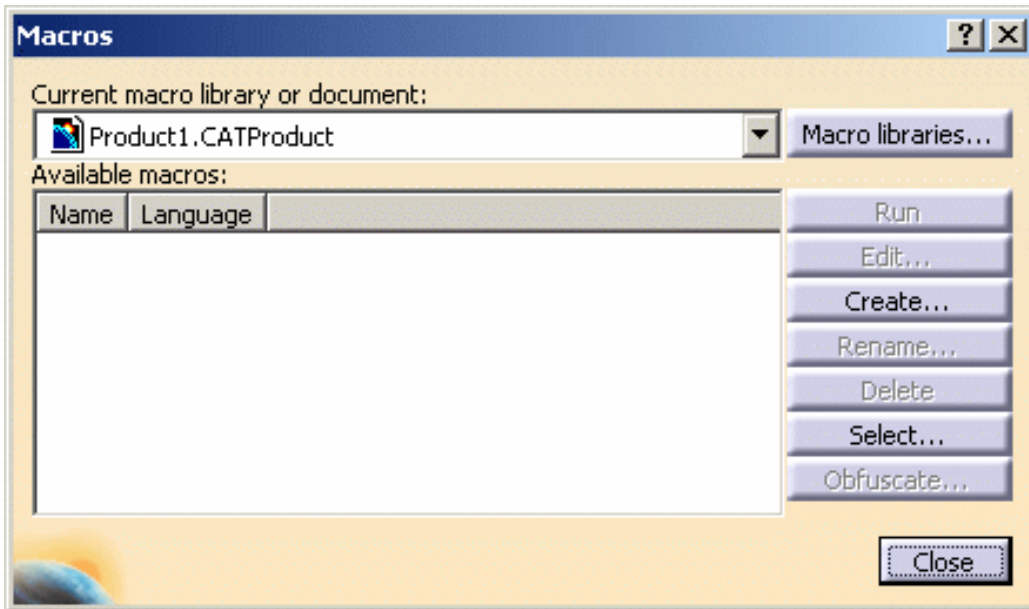 Macros
Current macro library or document:
Product1.CATProduct
Macro libraries...
Available macros:
Name Language
Run
Edit...
Create...
Rename...
Delete
Select...
Obfuscate...
Close